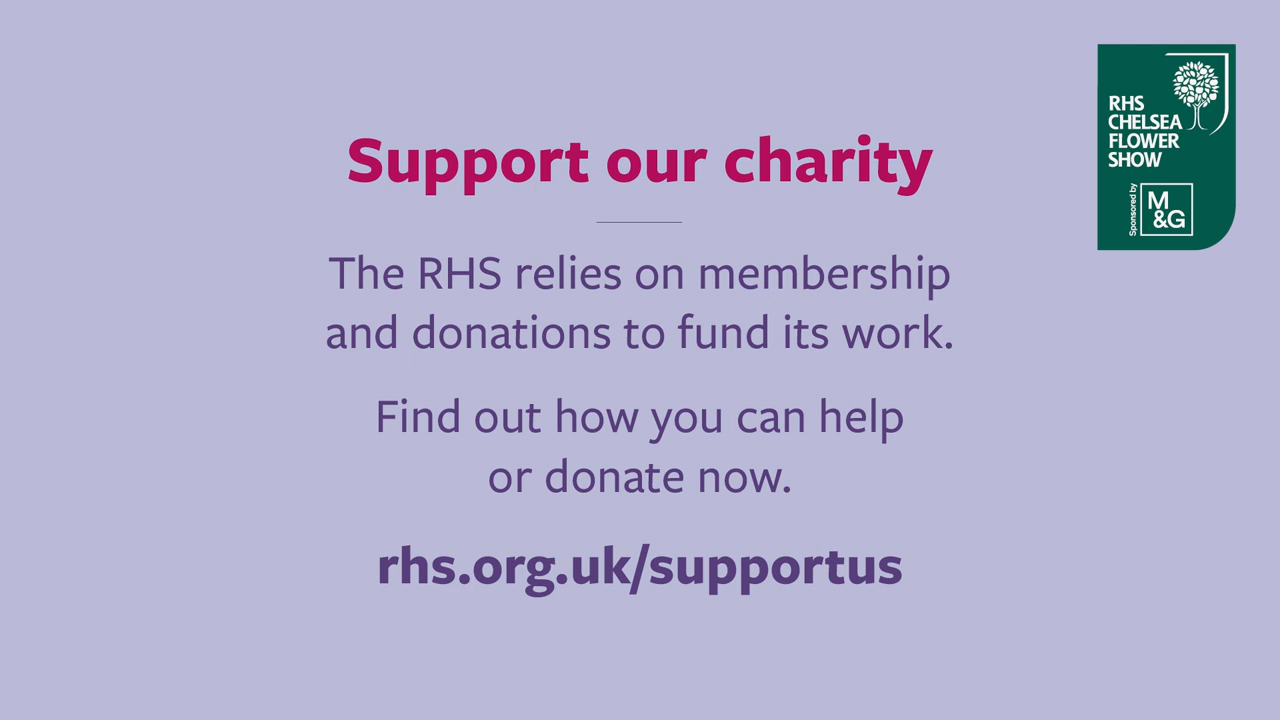 Support our charity
The RHS relies on membership
and donations to fund its work.
Find out how you can help
or donate now.
rhs.org.uk/supportus
RHS
CHELSEA
FLOWER
SHOW
Sponsored by
M
&G